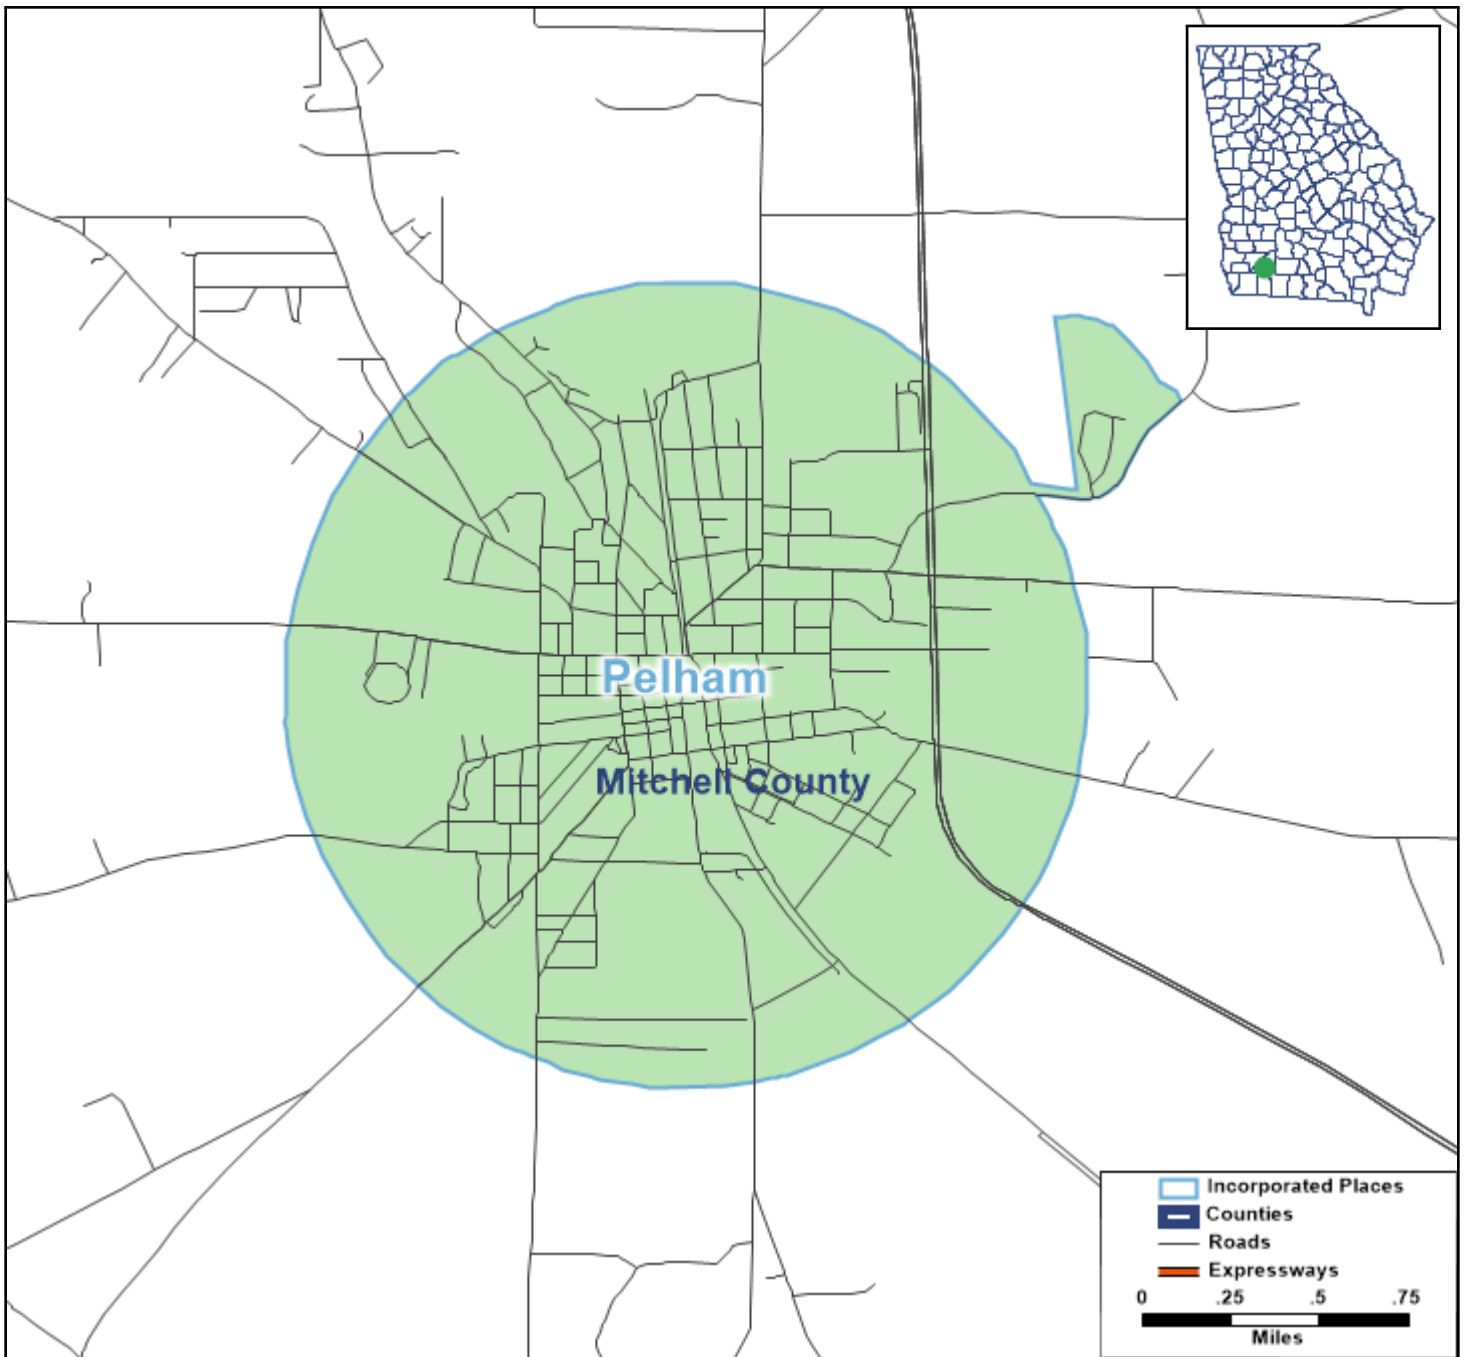 Pelham
Mitchell County
Incorporated Places
Counties
Roads
Expressways
0 .25 .5 .75
Miles